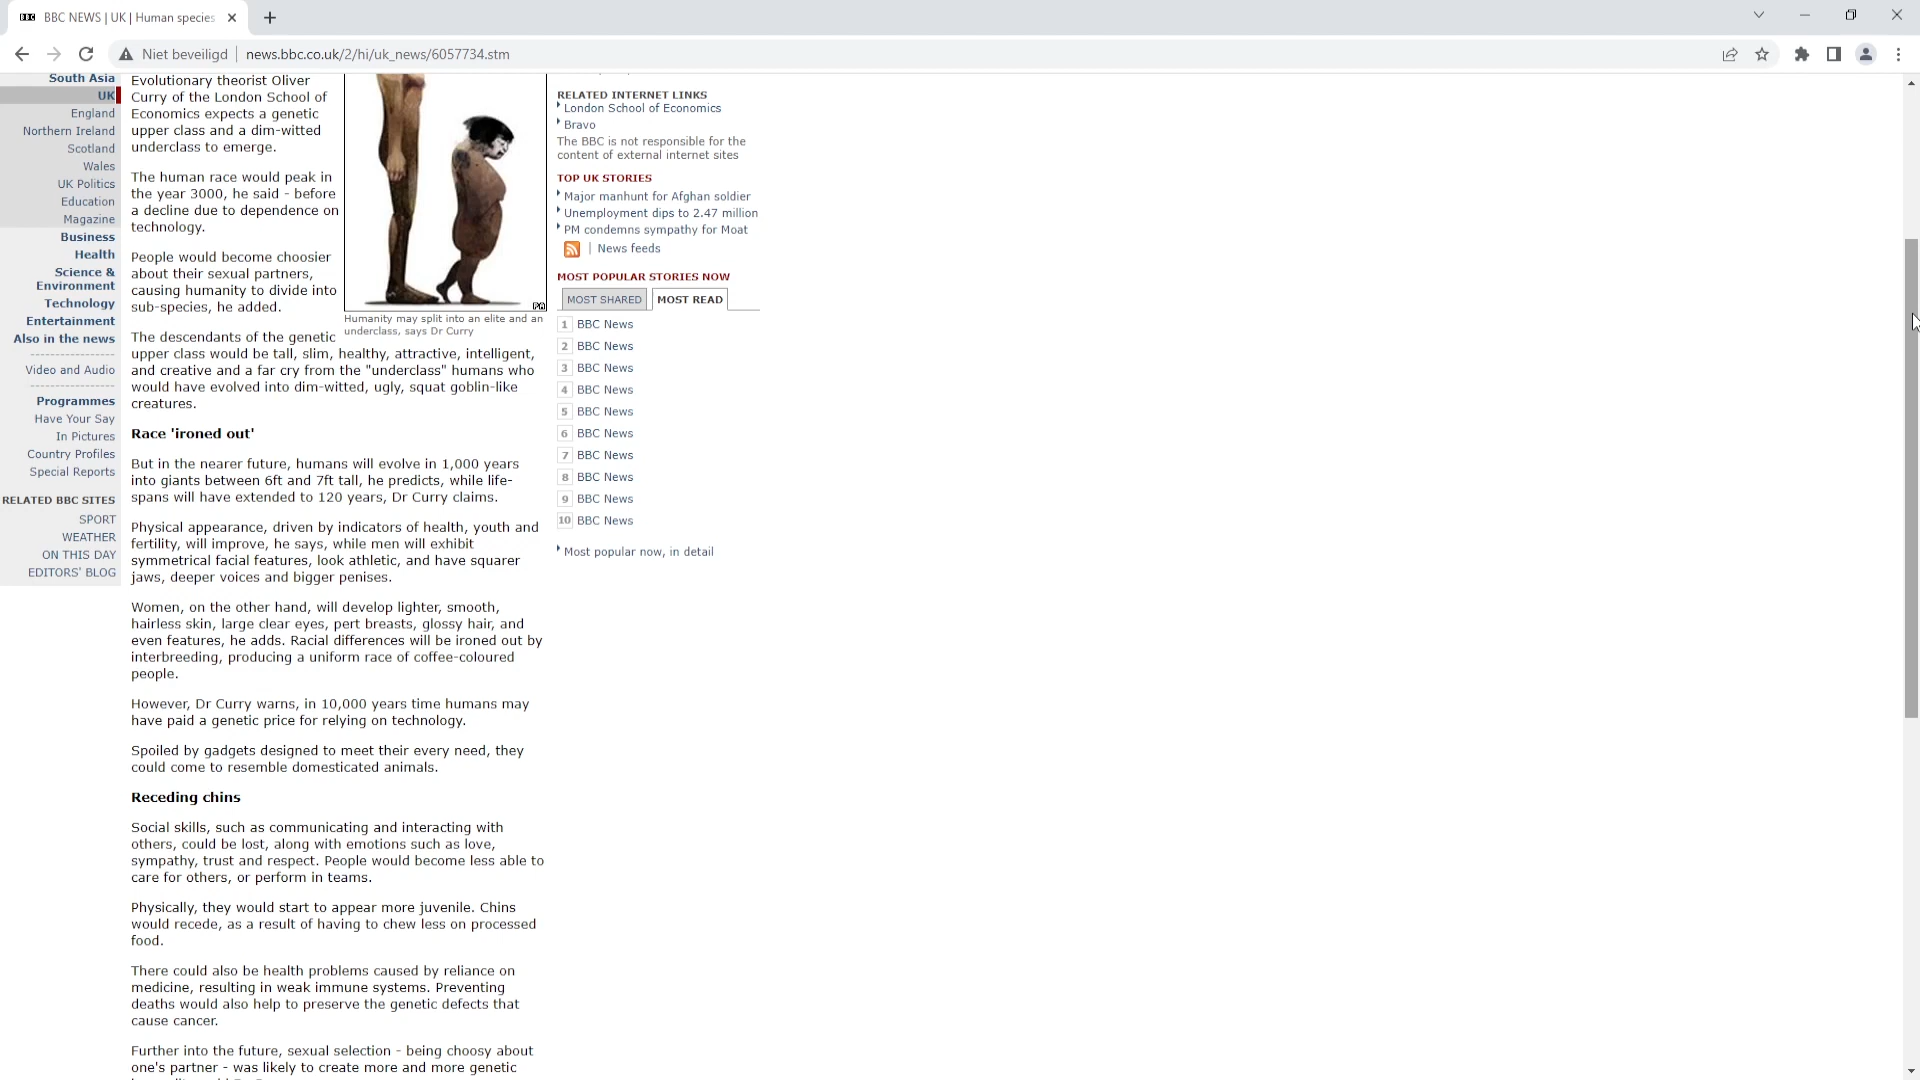 BBC NEWS | UK | Human species
Niet beveiligd
news.bbc.co.uk/2/hi/uk_news/6057734.stm
South Asia
UK
England
Northern Ireland
Scotland
Wales
UK Politics
Education
Magazine
Business
Health
Science &
Environment
Technology
Entertainment
Also in the news
Video and Audio
Programmes
Have Your Say
In Pictures
Country Profiles
Special Reports
RELATED BBC SITES
SPORT
WEATHER
ON THIS DAY
EDITORS' BLOG
Evolutionary theorist Oliver
Curry of the London School of
Economics expects a genetic
upper class and a dim-witted
underclass to emerge.
The human race would peak in
the year 3000, he said - before
a decline due to dependence on
technology.
People would become choosier
about their sexual partners,
causing humanity to divide into
sub-species, he added.
PA
Humanity may split into an elite and an
underclass, says Dr Curry
The descendants of the genetic
upper class would be tall, slim, healthy, attractive, intelligent,
and creative and a far cry from the "underclass" humans who
would have evolved into dim-witted, ugly, squat goblin-like
creatures.
Race 'ironed out'
But in the nearer future, humans will evolve in 1,000 years
into giants between 6ft and 7ft tall, he predicts, while life-
spans will have extended to 120 years, Dr Curry claims.
Physical appearance, driven by indicators of health, youth and
fertility, will improve, he says, while men will exhibit
symmetrical facial features, look athletic, and have squarer
jaws, deeper voices and bigger penises.
Women, on the other hand, will develop lighter, smooth,
hairless skin, large clear eyes, pert breasts, glossy hair, and
even features, he adds. Racial differences will be ironed out by
interbreeding, producing a uniform race of coffee-coloured
people.
However, Dr Curry warns, in 10,000 years time humans may
have paid a genetic price for relying on technology.
Spoiled by gadgets designed to meet their every need, they
could come to resemble domesticated animals.
Receding chins
Social skills, such as communicating and interacting with
others, could be lost, along with emotions such as love,
sympathy, trust and respect. People would become less able to
care for others, or perform in teams.
Physically, they would start to appear more juvenile. Chins
would recede, as a result of having to chew less on processed
food.
There could also be health problems caused by reliance on
medicine, resulting in weak immune systems. Preventing
deaths would also help to preserve the genetic defects that
cause cancer.
Further into the future, sexual selection - being choosy about
one's partner - was likely to create more and more genetic
RELATED INTERNET LINKS
London School of Economics
Bravo
The BBC is not responsible for the
content of external internet sites
TOP UK STORIES
Major manhunt for Afghan soldier
Unemployment dips to 2.47 million
PM condemns sympathy for Moat
| News feeds
MOST POPULAR STORIES NOW
MOST SHARED
MOST READ
1 BBC News
2 BBC News
3 BBC News
4 BBC News
5 BBC News
6 BBC News
7 BBC News
8 BBC News
9 BBC News
10 BBC News
Most popular now, in detail